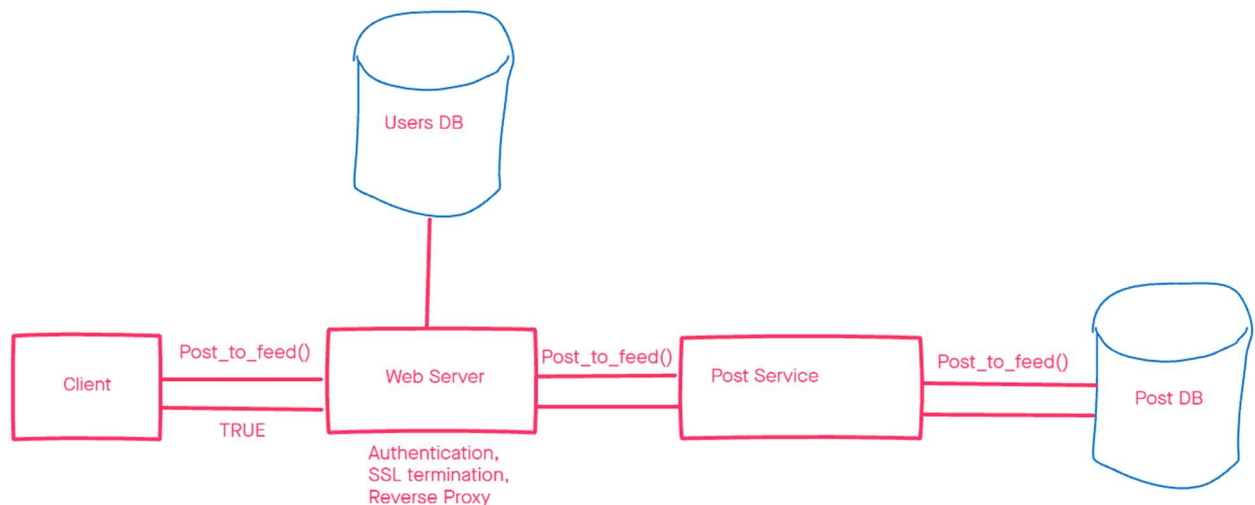 Users DB
Post_to_feed()
Client
TRUE
Web Server
Authentication,
SSL termination,
Reverse Proxy
Post_to_feed()
Post Service
Post_to_feed()
Post DB